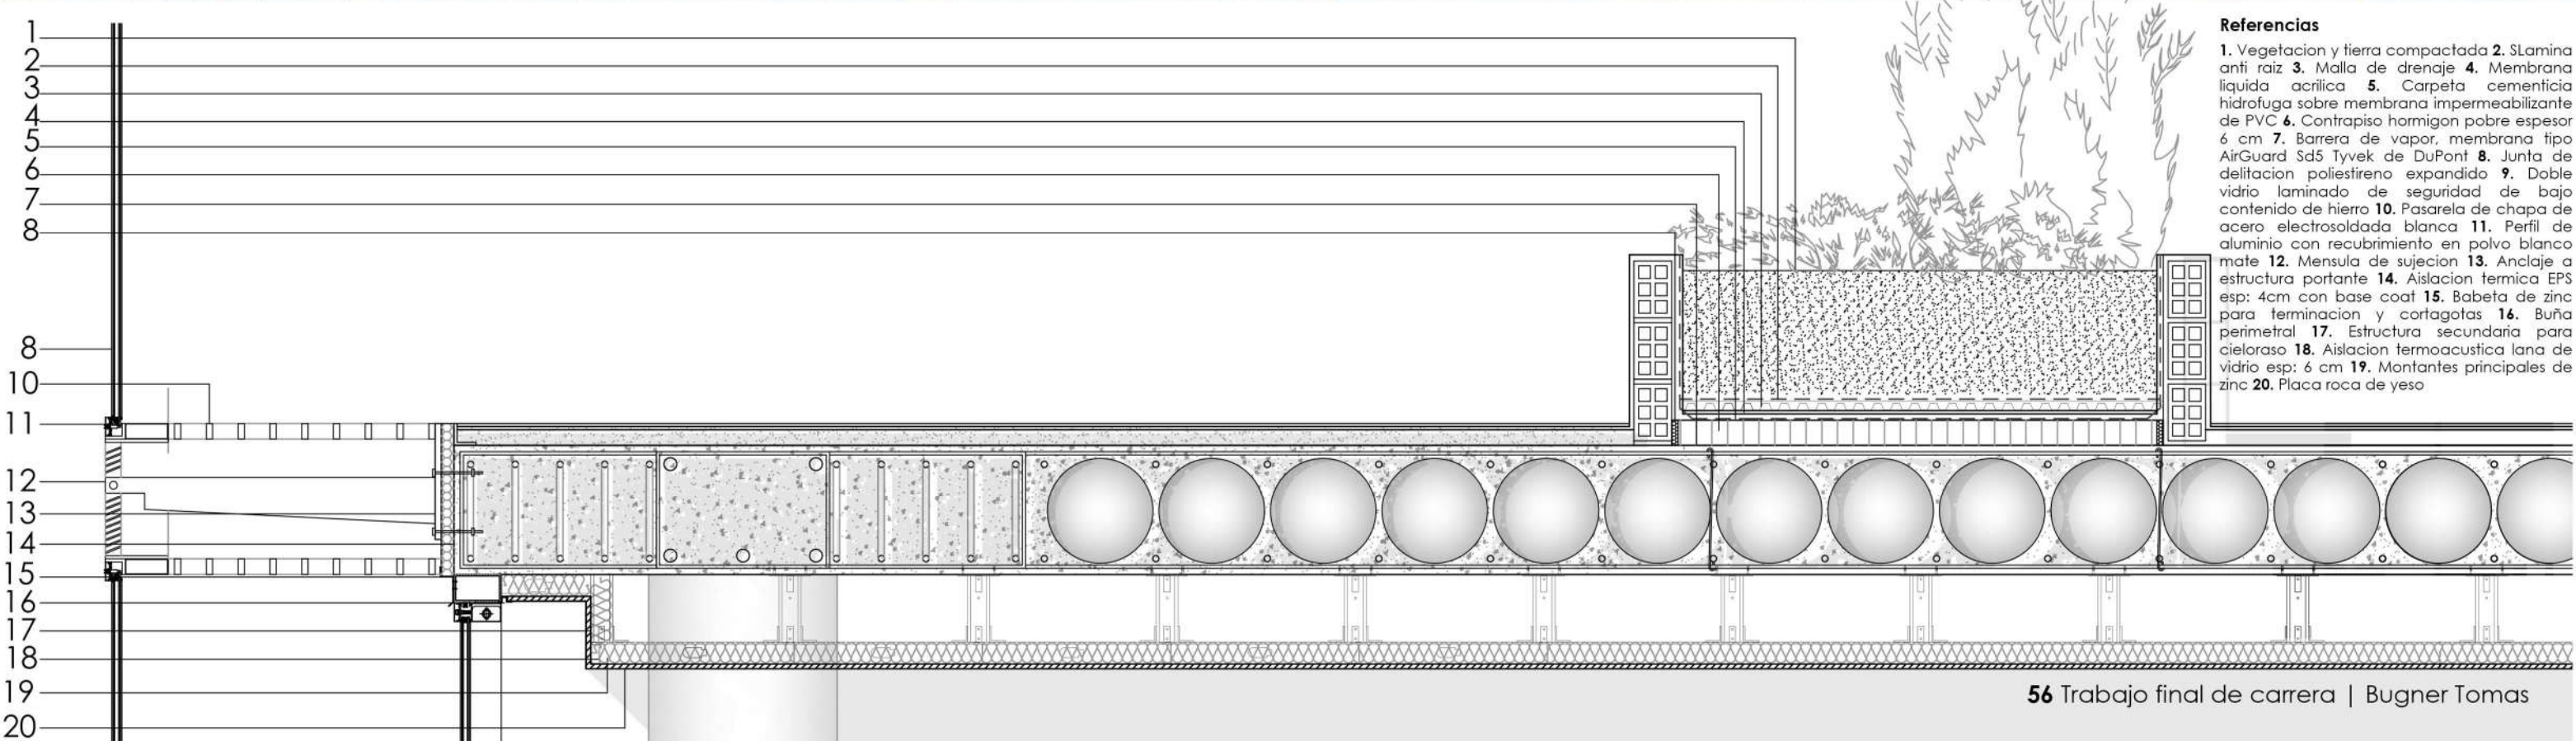 1
2
3
4
5
6
7
8
8
10
11
12
13
14
15
16
17
18
19
20
Referencias
1. Vegetacion y tierra compactada 2. SLamina
anti raiz 3. Malla de drenaje 4. Membrana
liquida acrilica 5. Carpeta cementicia
hidrofuga sobre membrana impermeabilizante
de PVC 6. Contrapiso hormigon pobre espesor
6 cm 7. Barrera de vapor, membrana tipo
AirGuard Sd5 Tyvek de DuPont 8. Junta de
delitacion poliestireno expandido 9. Doble
vidrio laminado de seguridad de bajo
contenido de hierro 10. Pasarela de chapa de
acero electrosoldada blanca 11. Perfil de
aluminio con recubrimiento en polvo blanco
mate 12. Mensula de sujecion 13. Anclaje a
estructura portante 14. Aislacion termica EPS
esp: 4cm con base coat 15. Babeta de zinc
para terminacion y cortagotas 16. Buña
perimetral 17. Estructura secundaria para
cieloraso 18. Aislacion termoacustica lana de
vidrio esp: 6 cm 19. Montantes principales de
zinc 20. Placa roca de yeso
56 Trabajo final de carrera | Bugner Tomas